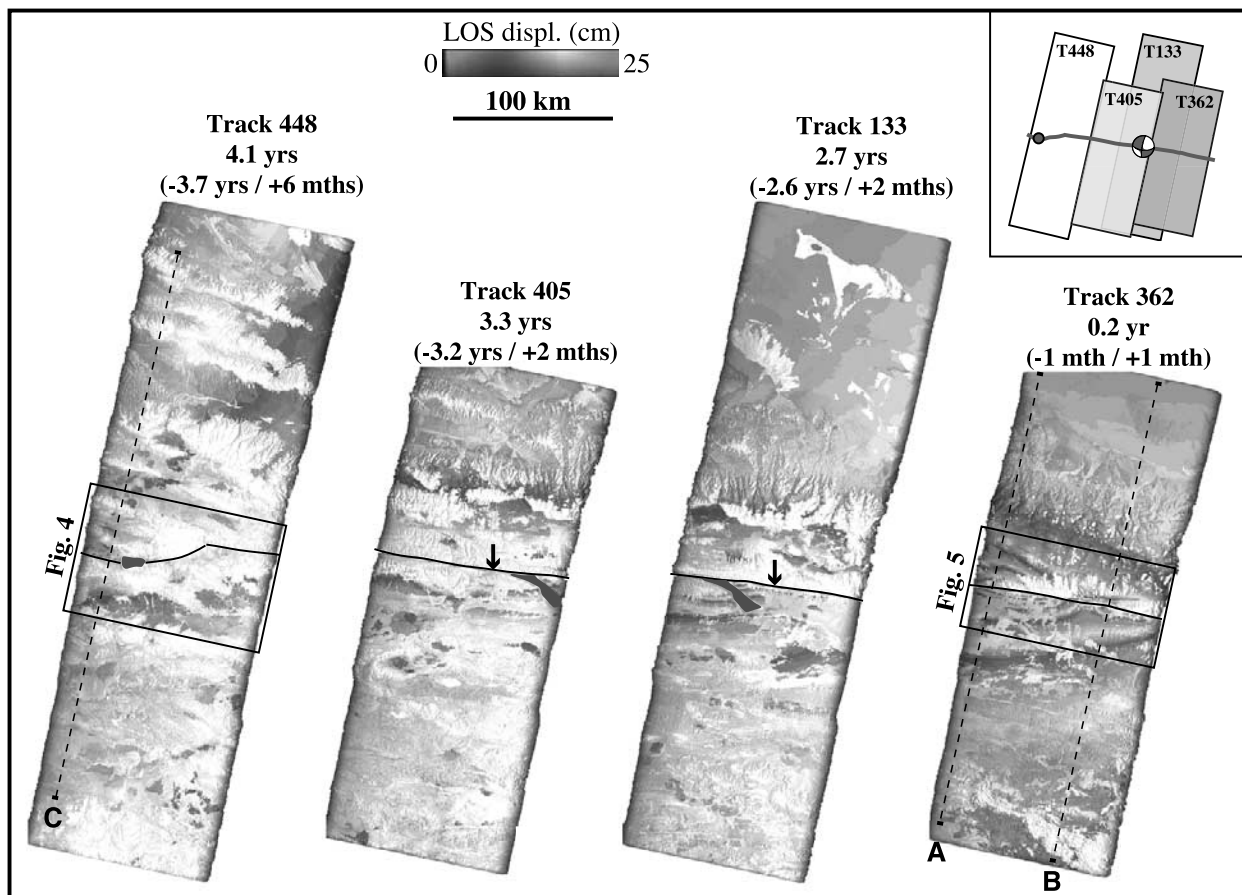 LOS displ. (cm)
0 25
100 km
T448
T133
T405
T362
Track 448
4.1 yrs
(-3.7 yrs / +6 mths)
Track 133
2.7 yrs
(-2.6 yrs / +2 mths)
Track 405
3.3 yrs
(-3.2 yrs / +2 mths)
Track 362
0.2 yr
(-1 mth / +1 mth)
Fig. 4
Fig. 5
C
A
B